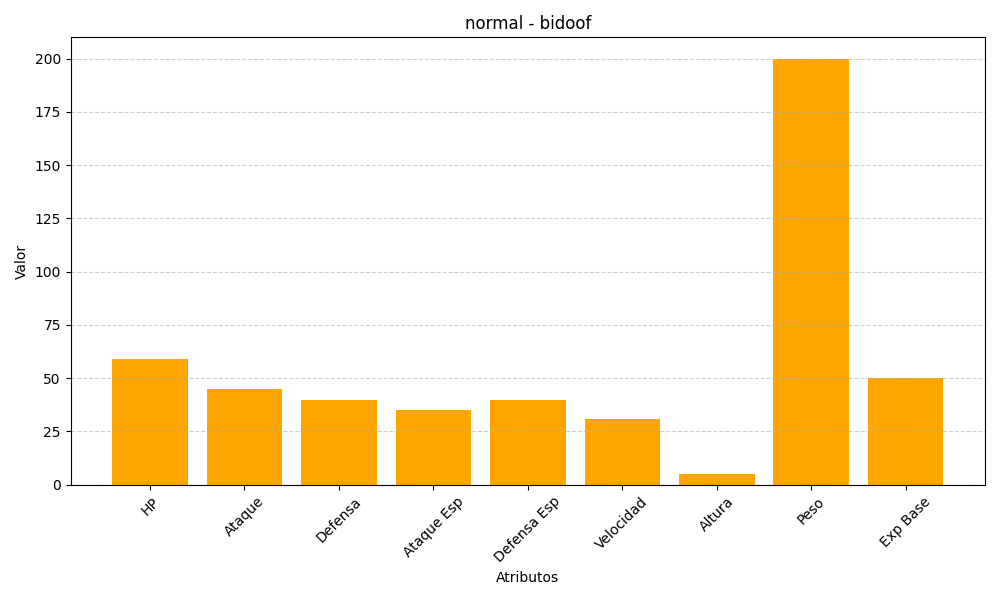 normal - bidoof
Valor
200
175
150
125
100
75
50
25
0
HP
Ataque
Defensa
Ataque Esp
Defensa Esp
Velocidad
Altura
Peso
Exp Base
Atributos